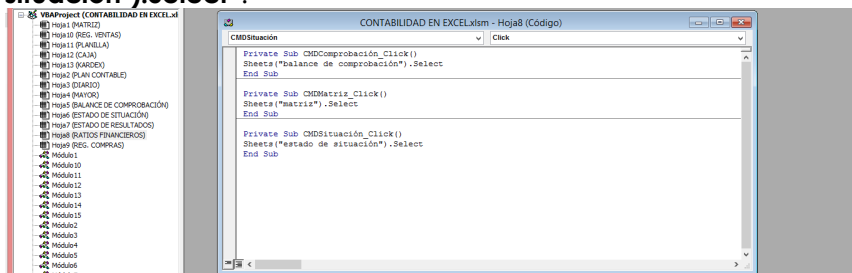 situación").select".
VBAProject (CONTABILIDAD EN EXCEL.xl
Hoja1 (MATRIZ)
Hoja10 (REG. VENTAS)
Hoja11 (PLANILLA)
Hoja12 (CAJA)
Hoja13 (KARDEX)
Hoja2 (PLAN CONTABLE)
Hoja3 (DIARIO)
Hoja4 (MAYOR)
Hoja5 (BALANCE DE COMPROBACIÓN)
Hoja6 (ESTADO DE SITUACIÓN)
Hoja7 (ESTADO DE RESULTADOS)
Hoja8 (RATIOS FINANCIEROS)
Hoja9 (REG. COMPRAS)
Módulo1
Módulo10
Módulo11
Módulo12
Módulo13
Módulo14
Módulo15
Módulo2
Módulo3
Módulo4
Módulo5
Módulo6
CONTABILIDAD EN EXCEL.xlsm - Hoja8 (Código)
CMDSituación
Click
Private Sub CMDComprobación_Click()
Sheets("balance de comprobación").Select
End Sub
Private Sub CMDMatriz_Click()
Sheets("matriz").Select
End Sub
Private Sub CMDSituación_Click()
Sheets("estado de situación").Select
End Sub